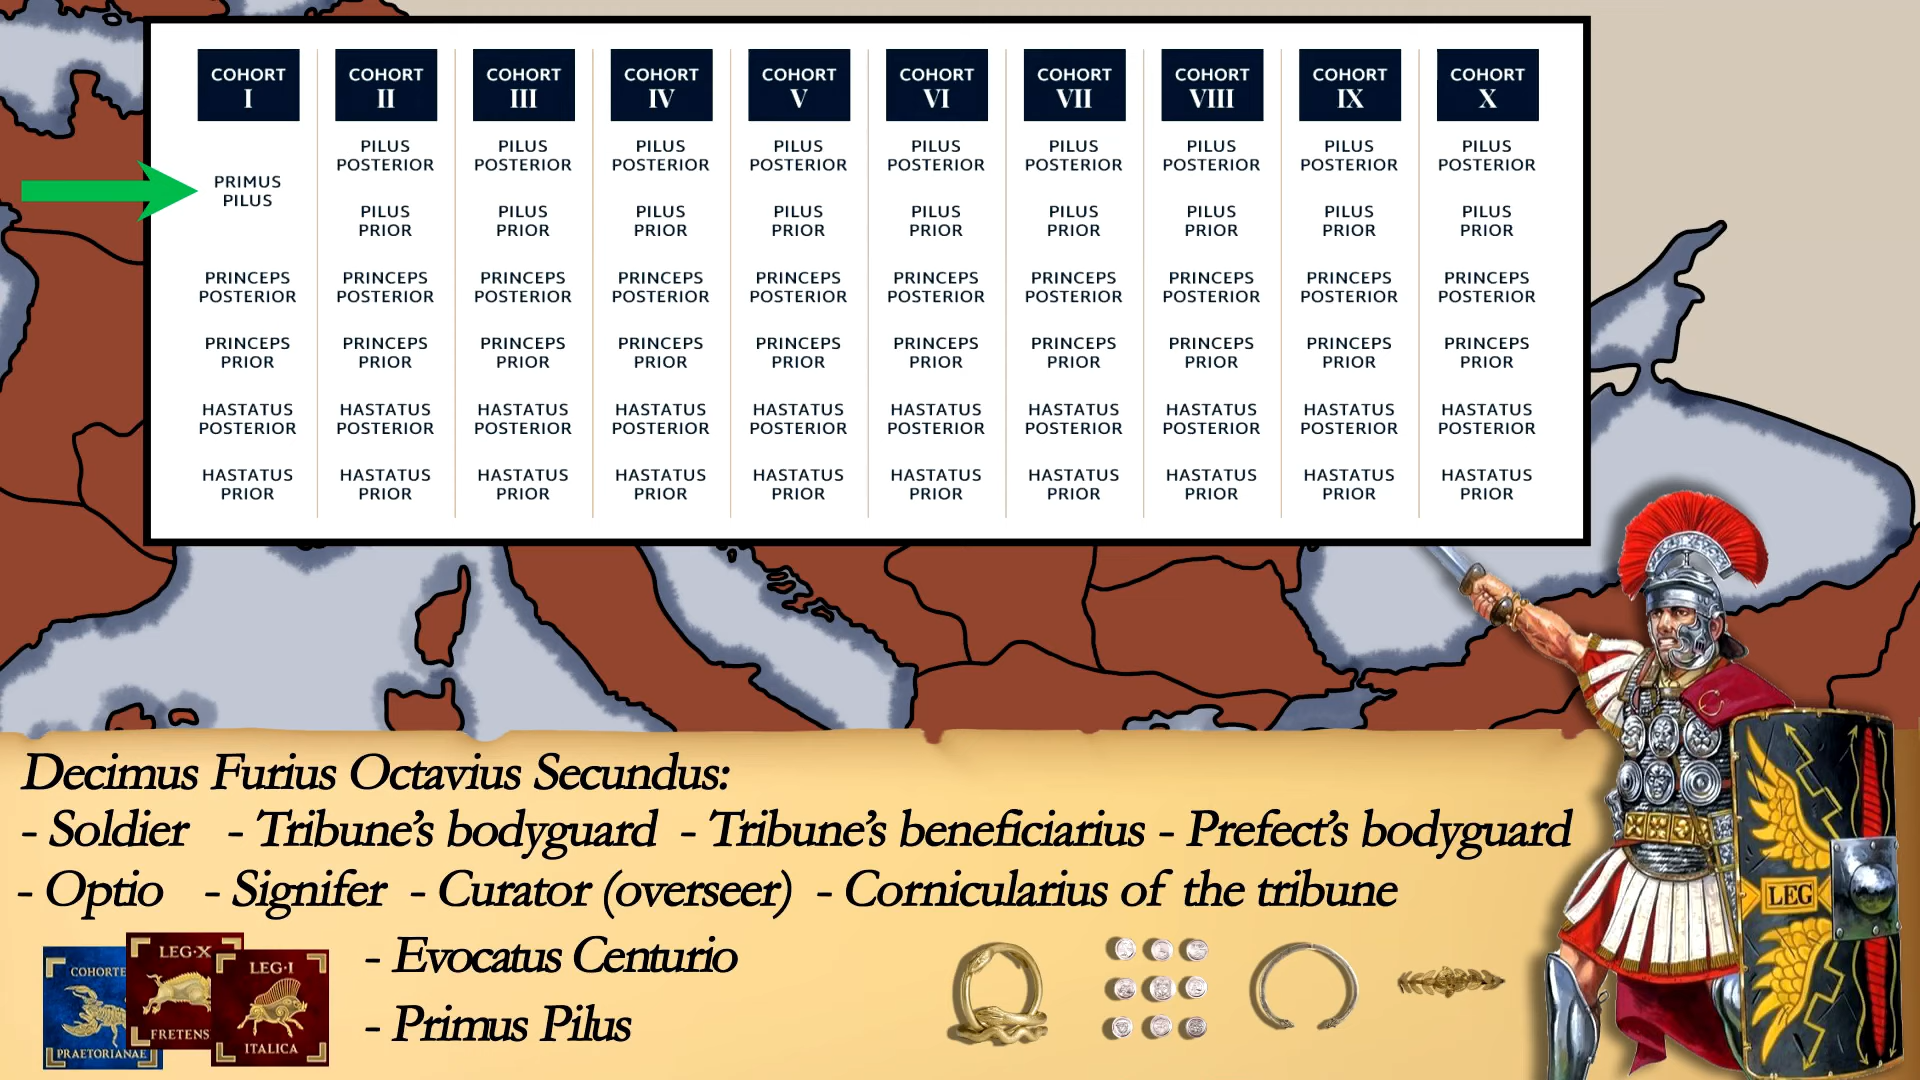 COHORT COHORT COHORT COHORT COHORT COHORT COHORT COHORT COHORT COHORT
I II III IV V VI VII VIII IX X
PILUS PILUS PILUS PILUS PILUS PILUS PILUS PILUS PILUS
POSTERIOR POSTERIOR POSTERIOR POSTERIOR POSTERIOR POSTERIOR POSTERIOR POSTERIOR POSTERIOR
PRIMUS
PILUS
PILUS PILUS PILUS PILUS PILUS PILUS PILUS PILUS PILUS
PRIOR PRIOR PRIOR PRIOR PRIOR PRIOR PRIOR PRIOR PRIOR
PRINCEPS PRINCEPS PRINCEPS PRINCEPS PRINCEPS PRINCEPS PRINCEPS PRINCEPS PRINCEPS PRINCEPS
POSTERIOR POSTERIOR POSTERIOR POSTERIOR POSTERIOR POSTERIOR POSTERIOR POSTERIOR POSTERIOR POSTERIOR
PRINCEPS PRINCEPS PRINCEPS PRINCEPS PRINCEPS PRINCEPS PRINCEPS PRINCEPS PRINCEPS PRINCEPS
PRIOR PRIOR PRIOR PRIOR PRIOR PRIOR PRIOR PRIOR PRIOR PRIOR
HASTATUS HASTATUS HASTATUS HASTATUS HASTATUS HASTATUS HASTATUS HASTATUS HASTATUS HASTATUS
POSTERIOR POSTERIOR POSTERIOR POSTERIOR POSTERIOR POSTERIOR POSTERIOR POSTERIOR POSTERIOR POSTERIOR
HASTATUS HASTATUS HASTATUS HASTATUS HASTATUS HASTATUS HASTATUS HASTATUS HASTATUS HASTATUS
PRIOR PRIOR PRIOR PRIOR PRIOR PRIOR PRIOR PRIOR PRIOR PRIOR
Decimus Furius Octavius Secundus:
- Soldier - Tribune's bodyguard - Tribune's beneficiarius - Prefect's bodyguard
- Optio - Signifer - Curator (overseer) - Cornicularius of the tribune
- Evocatus Centurio
- Primus Pilus
COHORTE
PRAETORIANAE
LEG·X
FRETENS
LEG·I
ITALICA
LEG